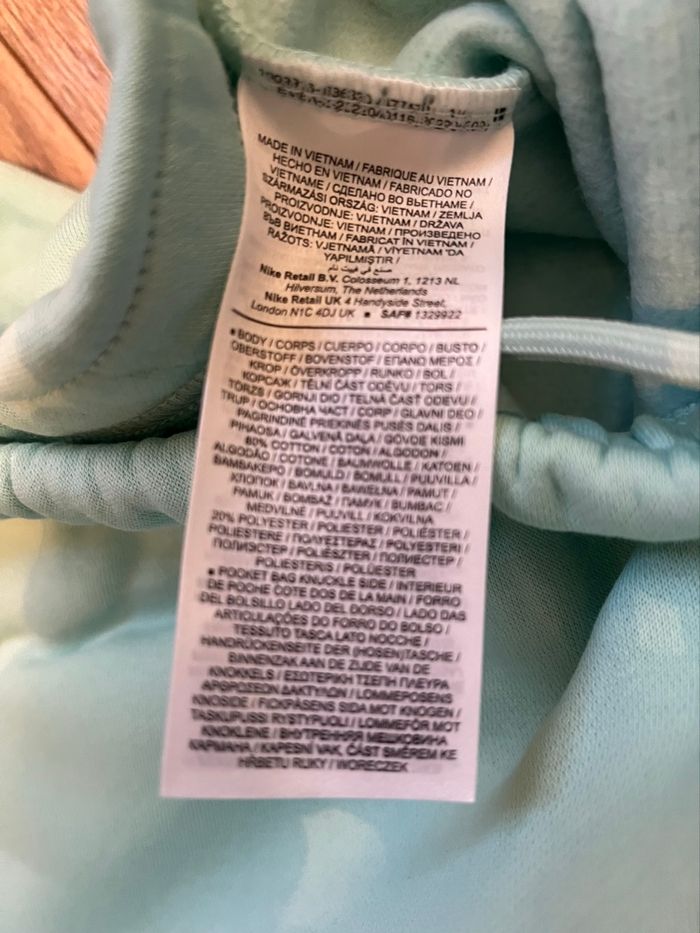 MADE IN VIETNAM / FABRIQUE AU VIETNAM /
HECHO EN VIETNAM / FABRICADO NO
VIETNAME / СДЕЛАНО ВО ВЬЕТНАМЕ /
SZÁRMAZÁSI ORSZÁG: VIETNAM / ZEMLJA
PROIZVODNJE: VIJETNAM / DRŽAVA
PROIZVODNJE: VIETNAM / ПРОИЗВЕДЕНО
ВЪВ ВИЕТНАМ / FABRICAT ÎN VIETNAM /
RAŽOTS: VJETNAMĀ / VİETNAM 'DA
YAPILMIŞTIR /
صنع في فيت نام
Nike Retail B.V. Colosseum 1, 1213 NL
Hilversum, The Netherlands
Nike Retail UK 4 Handyside Street,
London N1C 4DJ UK ■ SAF# 1329922
• BODY / CORPS / CUERPO / CORPO / BUSTO /
OBERSTOFF / BOVENSTOF / ΕΠΑΝΩ ΜΕΡΟΣ /
KROP / ÖVERKROPP / RUNKO / BOL /
КОРСАЖ / TĚLNÍ ČÁST ODĚVU / TORS /
TÖRZS / GORNJI DIO / TELNÁ ČASŤ ODEVU /
TRUP / ОСНОВНА ЧАСТ / CORP / GLAVNI DEO /
PAGRINDINĖ PRIEKINĖS PUSĖS DALIS /
PIHAOSA / GALVENĀ DAĻA / GÖVDE KISMI
80% COTTON / COTON / ALGODON /
ALGODÃO / COTONE / BAUMWOLLE / KATOEN /
ΒΑΜΒΑΚΕΡΟ / BOMULD / BOMULL / PUUVILLA /
ХЛОПОК / BAVLNA / BAWEŁNA / PAMUT /
PAMUK / BOMBAŽ / ПАМУК / BUMBAC /
MEDVILNĖ / PUUVILL / KOKVILNA
20% POLYESTER / POLIESTER / POLIÉSTER /
POLIESTERE / ΠΟΛΥΕΣΤΕΡΑΣ / POLYESTERI /
ПОЛИЭСТЕР / POLIÉSZTER / ПОЛИЕСТЕР /
POLIESTERIS / POLÜESTER
• POCKET BAG KNUCKLE SIDE / INTERIEUR
DE POCHE COTE DOS DE LA MAIN / FORRO
DEL BOLSILLO LADO DEL DORSO / LADO DAS
ARTICULAÇÕES DO FORRO DO BOLSO /
TESSUTO TASCA LATO NOCCHE /
HANDRÜCKENSEITE DER (HOSEN)TASCHE /
BINNENZAK AAN DE ZIJDE VAN DE
KNOKKELS / ΕΣΩΤΕΡΙΚΗ ΤΣΕΠΗ ΠΛΕΥΡΑ
ΑΡΘΡΩΣΕΩΝ ΔΑΚΤΥΛΩΝ / LOMMEPOSENS
KNOSIDE / FICKPÅSENS SIDA MOT KNOGEN /
TASKUPUSSI RYSTYPUOLI / LOMMEFÔR MOT
KNOKLENE / ВНУТРЕННЯЯ МЕШКОВИНА
КАРМАНА / KAPESNÍ VAK, ČÁST SMĚREM KE
HŘBETU RUKY / WORECZEK